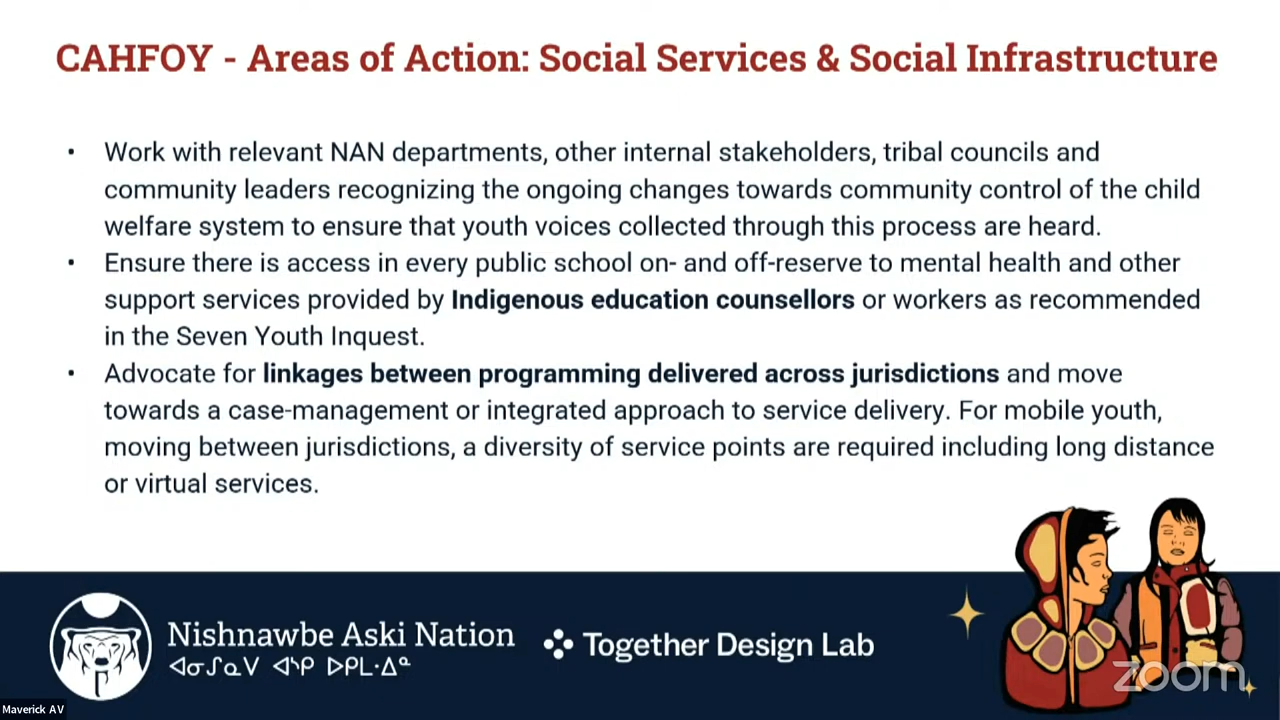 CAHFOY - Areas of Action: Social Services & Social Infrastructure
• Work with relevant NAN departments, other internal stakeholders, tribal councils and
community leaders recognizing the ongoing changes towards community control of the child
welfare system to ensure that youth voices collected through this process are heard.
• Ensure there is access in every public school on- and off-reserve to mental health and other
support services provided by Indigenous education counsellors or workers as recommended
in the Seven Youth Inquest.
• Advocate for linkages between programming delivered across jurisdictions and move
towards a case-management or integrated approach to service delivery. For mobile youth,
moving between jurisdictions, a diversity of service points are required including long distance
or virtual services.
Nishnawbe Aski Nation
ᐊᓂᔑᓇᐯ ᐊᔅᑭ ᐅᑭᒪᐧᐃᓐ
Together Design Lab
zoom
Maverick AV